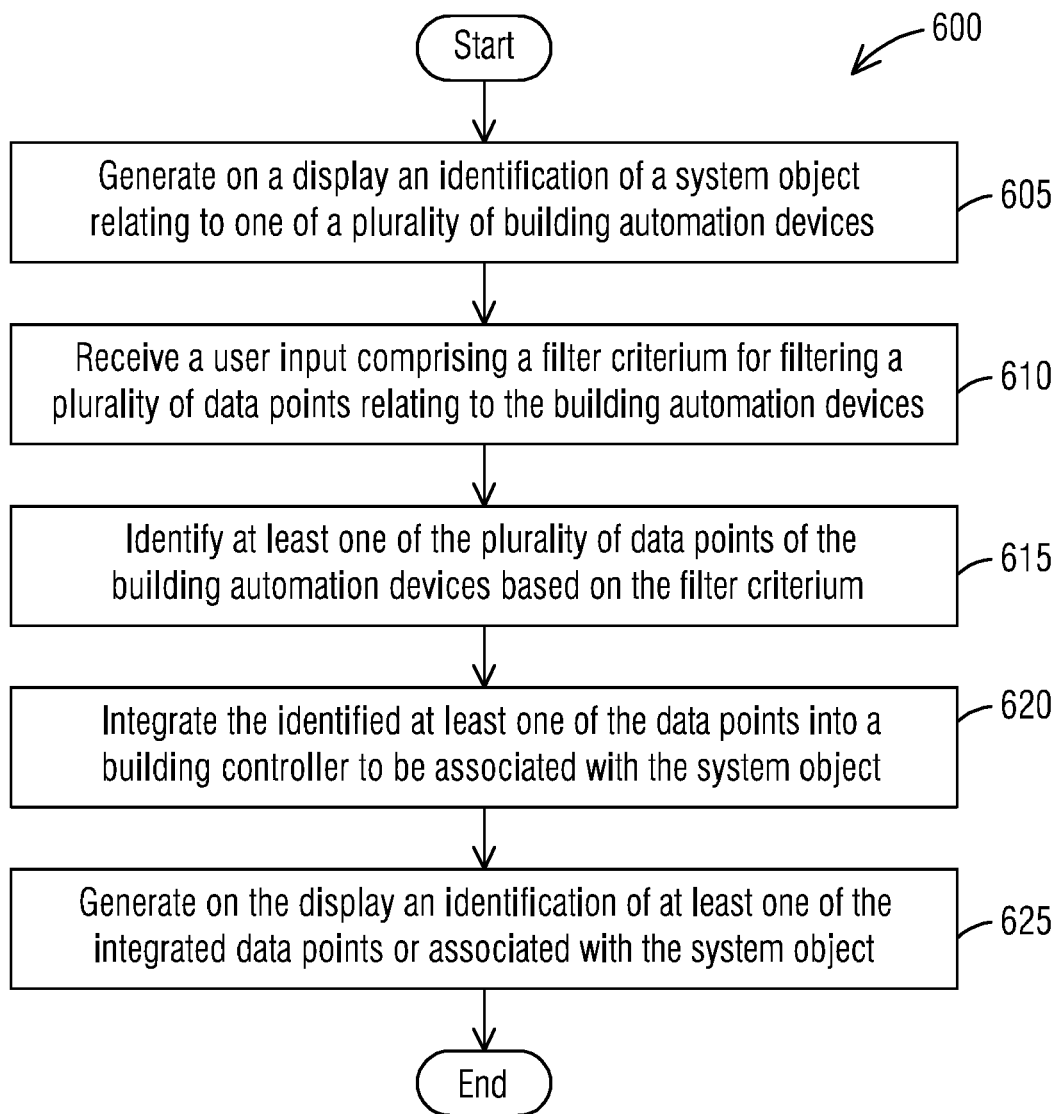 Start
600
Generate on a display an identification of a system object
relating to one of a plurality of building automation devices
605
Receive a user input comprising a filter criterium for filtering a
plurality of data points relating to the building automation devices
610
Identify at least one of the plurality of data points of the
building automation devices based on the filter criterium
615
Integrate the identified at least one of the data points into a
building controller to be associated with the system object
620
Generate on the display an identification of at least one of the
integrated data points or associated with the system object
625
End